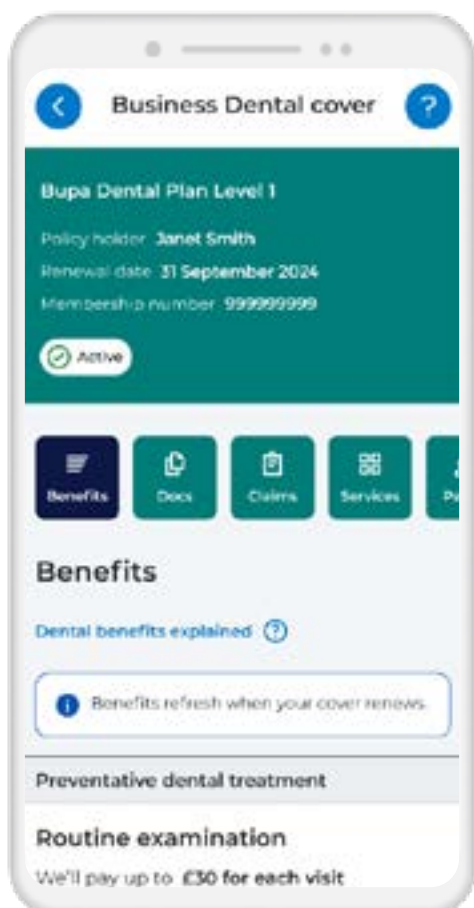 Business Dental cover
?
Bupa Dental Plan Level 1
Policy holder Janet Smith
Renewal date 31 September 2024
Membership number 999999999
Active
Benefits Docs Claims Services
Benefits
Dental benefits explained ?
Benefits refresh when your cover renews.
Preventative dental treatment
Routine examination
We'll pay up to £30 for each visit